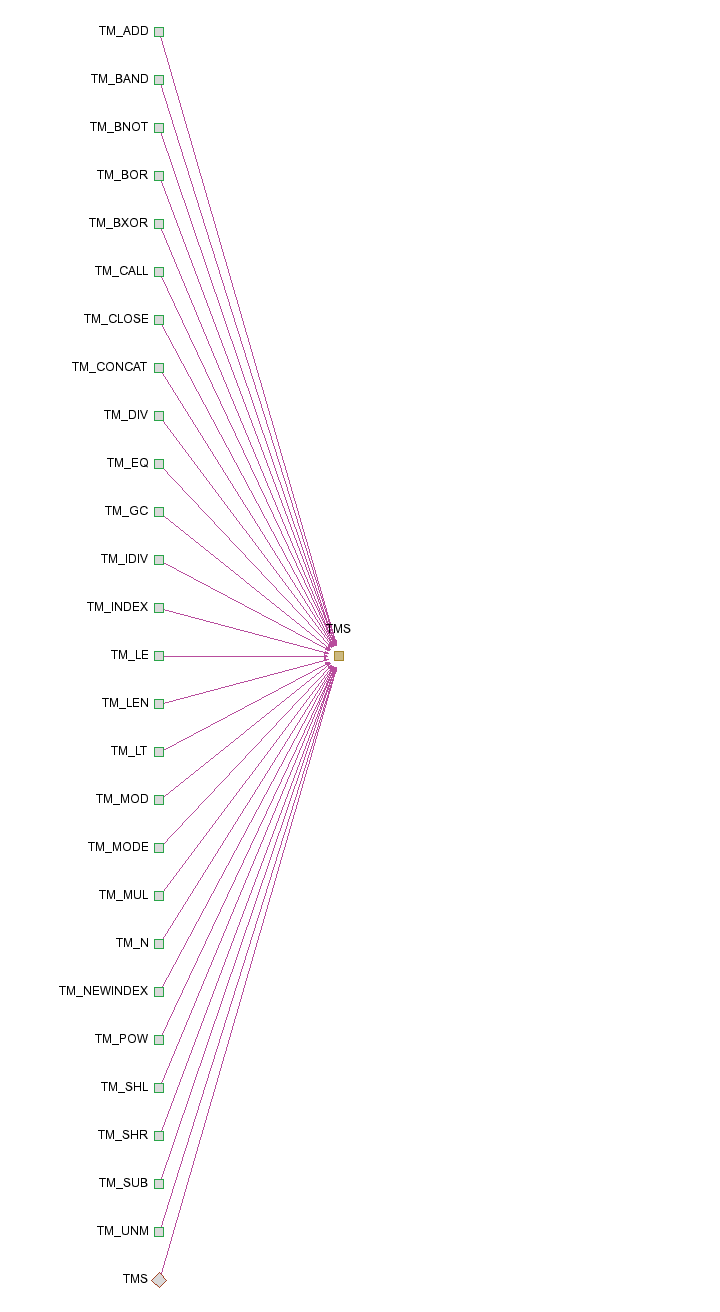 TM_ADD
TM_BAND
TM_BNOT
TM_BOR
TM_BXOR
TM_CALL
TM_CLOSE
TM_CONCAT
TM_DIV
TM_EQ
TM_GC
TM_IDIV
TM_INDEX
TMS
TM_LE
TM_LEN
TM_LT
TM_MOD
TM_MODE
TM_MUL
TM_N
TM_NEWINDEX
TM_POW
TM_SHL
TM_SHR
TM_SUB
TM_UNM
TMS